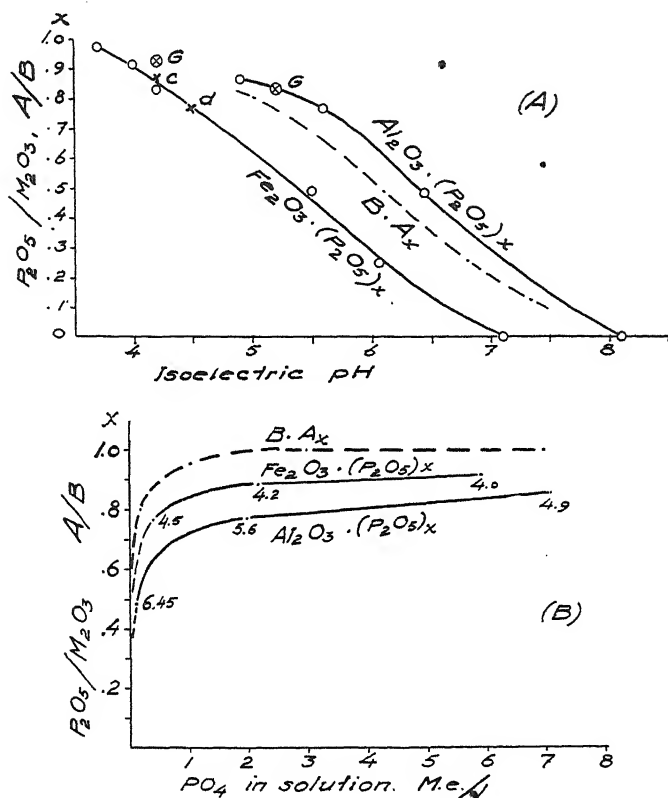 x
P₂O₅/M₂O₃, A/B
1.0
.9
.8
.7
.6
.5
.4
.3
.2
.1
0
G
c
d
G
(A)
Al₂O₃·(P₂O₅)x
B·Ax
Fe₂O₃·(P₂O₅)x
4 5 6 7 8
Isoelectric pH
x
P₂O₅/M₂O₃ A/B
1.0
.8
.6
.4
.2
B·Ax
Fe₂O₃·(P₂O₅)x
4.5 4.2 4.0
5.6 4.9
Al₂O₃·(P₂O₅)x
6.45
(B)
1 2 3 4 5 6 7 8
PO₄ in solution. M.e./